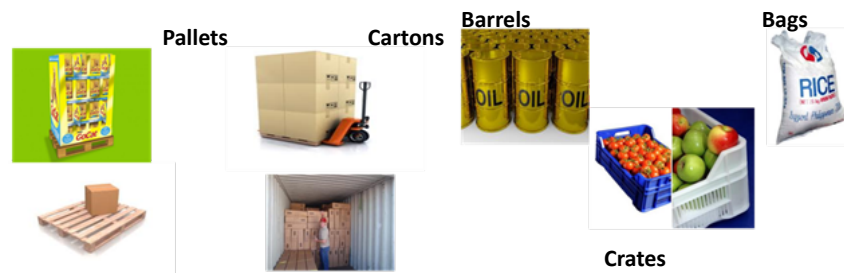 Barrels
Bags
Pallets
Cartons
OIL
OIL
OIL
RICE
Crates